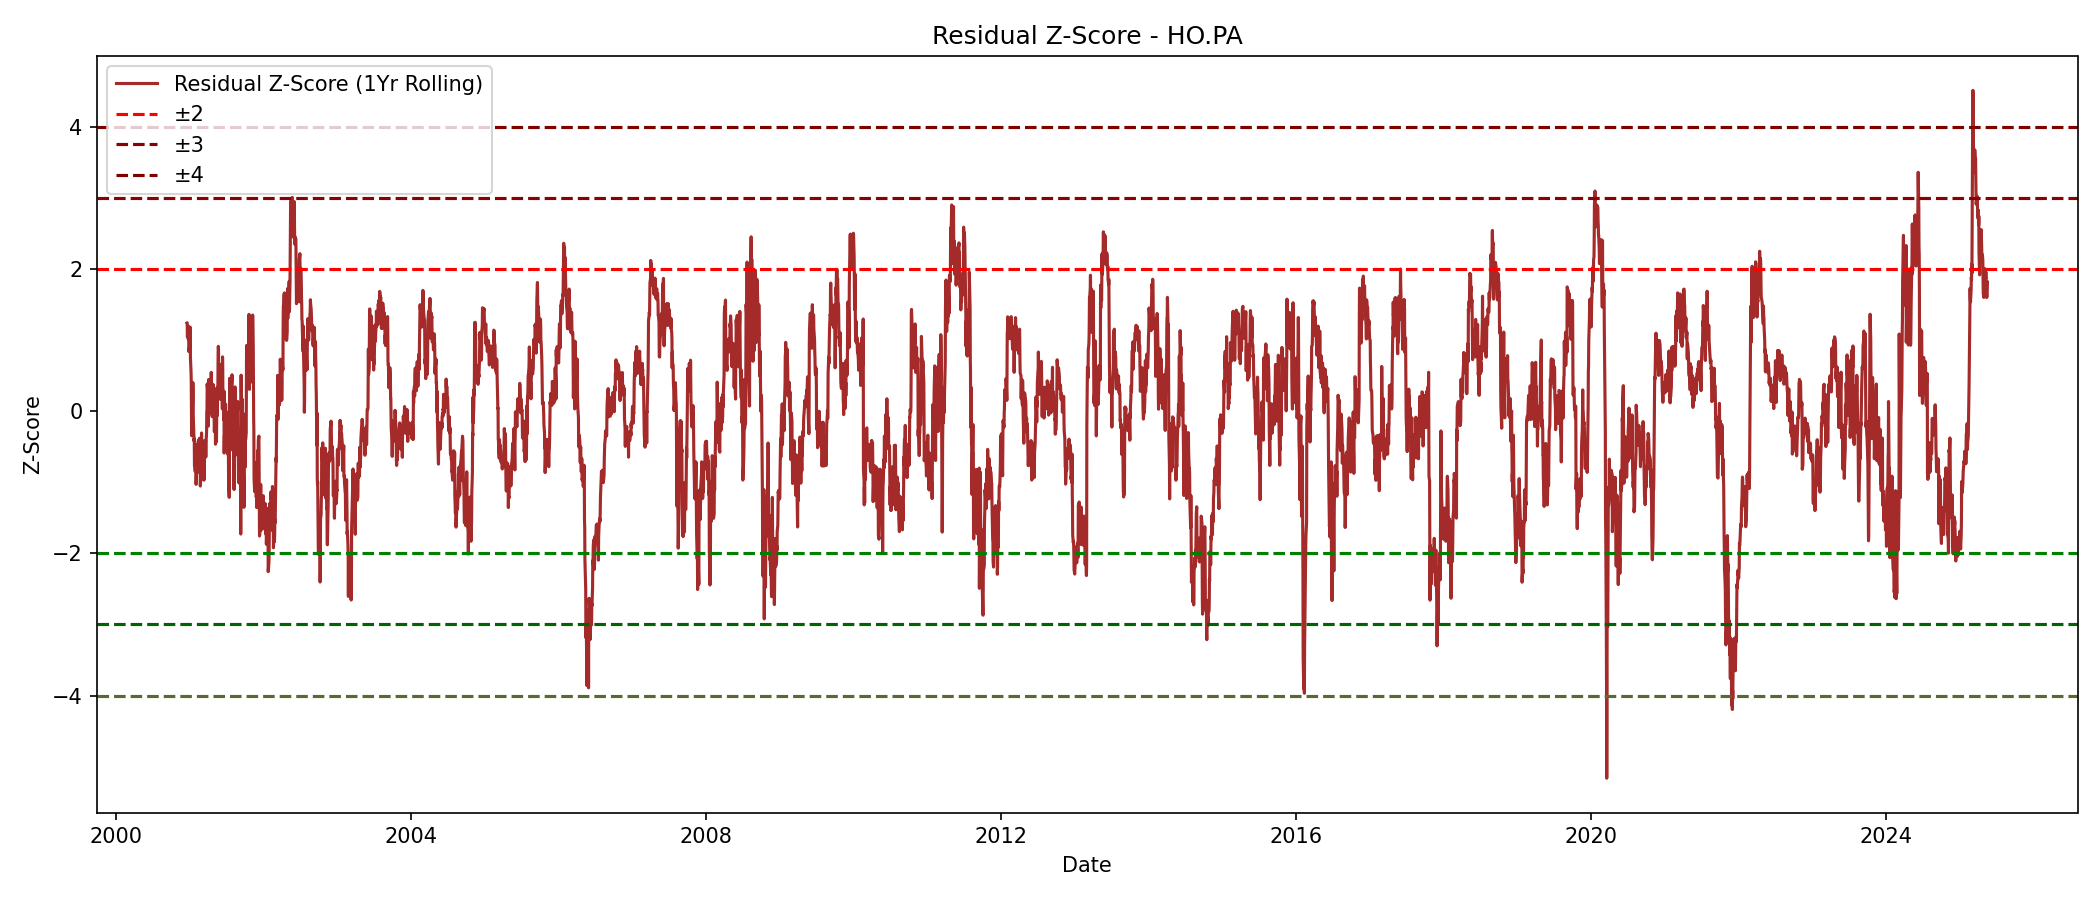 Residual Z-Score - HO.PA
Residual Z-Score (1Yr Rolling)
±2
±3
±4
4
2
0
−2
−4
Z-Score
2000 2004 2008 2012 2016 2020 2024
Date